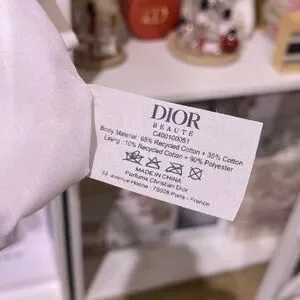 DIOR
BEAUTÉ
C400100051
Body Material : 65% Recycled Cotton + 35% Cotton
Lining : 10% Recycled Cotton + 90% Polyester
MADE IN CHINA
Parfums Christian Dior
33, avenue Hoche - 75008 Paris - France